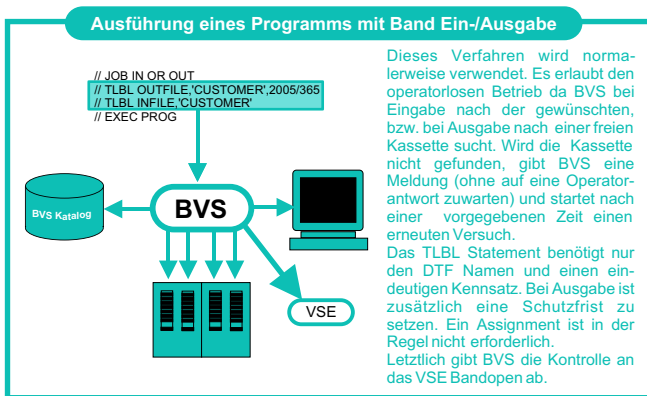 Ausführung eines Programms mit Band Ein-/Ausgabe
// JOB IN OR OUT
// TLBL OUTFILE,'CUSTOMER',2005/365
// TLBL INFILE,'CUSTOMER'
// EXEC PROG
BVS Katalog
BVS
VSE
Dieses Verfahren wird norma-
lerweise verwendet. Es erlaubt den
operatorlosen Betrieb da BVS bei
Eingabe nach der gewünschten,
bzw. bei Ausgabe nach einer freien
Kassette sucht. Wird die Kassette
nicht gefunden, gibt BVS eine
Meldung (ohne auf eine Operator-
antwort zuwarten) und startet nach
einer vorgegebenen Zeit einen
erneuten Versuch.
Das TLBL Statement benötigt nur
den DTF Namen und einen ein-
deutigen Kennsatz. Bei Ausgabe ist
zusätzlich eine Schutzfrist zu
setzen. Ein Assignment ist in der
Regel nicht erforderlich.
Letztlich gibt BVS die Kontrolle an
das VSE Bandopen ab.